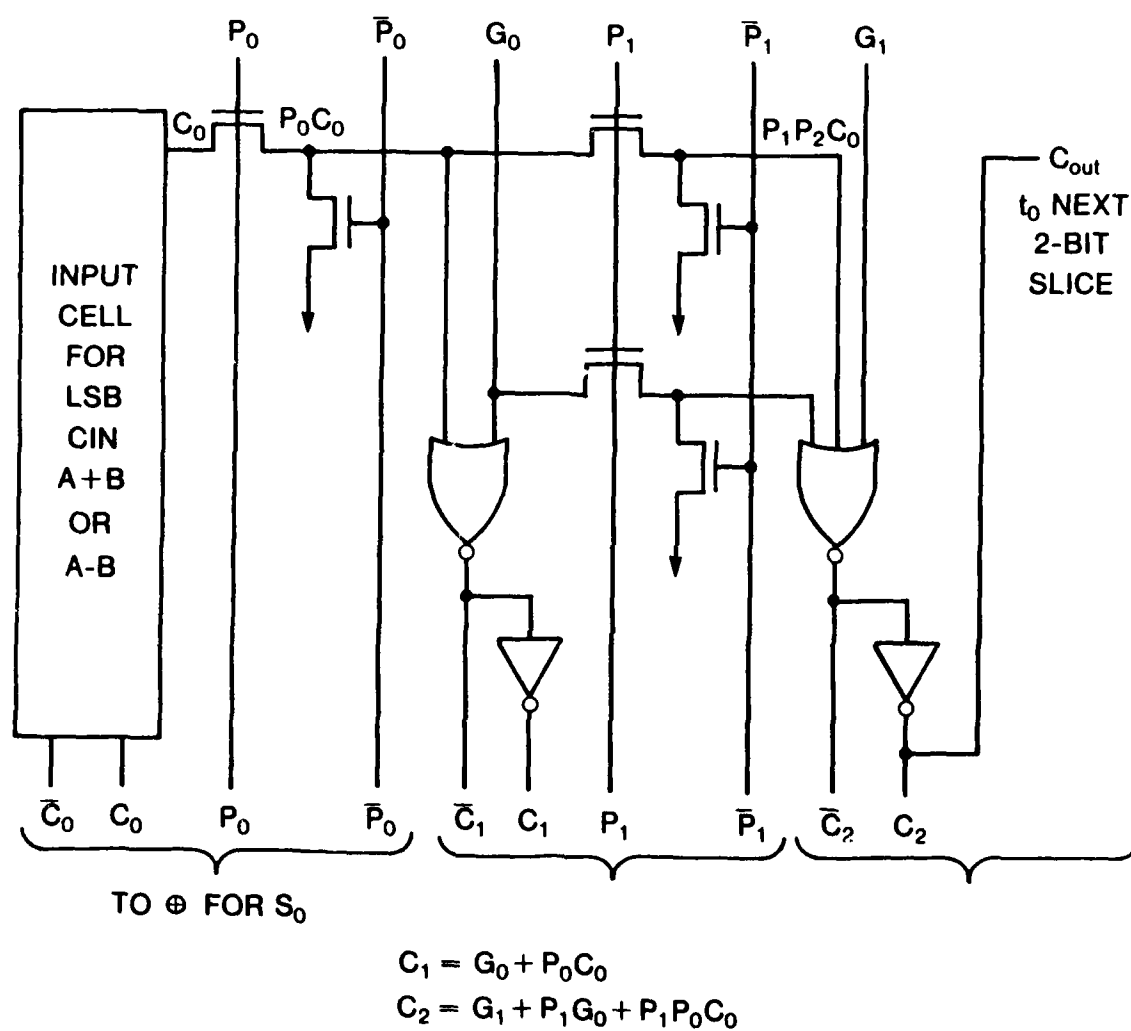 P₀ P̅₀ G₀ P₁ P̅₁ G₁
C₀ P₀C₀ P₁P₂C₀
C_out
t₀ NEXT
2-BIT
SLICE
INPUT
CELL
FOR
LSB
CIN
A+B
OR
A-B
C̅₀ C₀ P₀ P̅₀ C̅₁ C₁ P₁ P̅₁ C̅₂ C₂
TO ⊕ FOR S₀
C₁ = G₀ + P₀C₀
C₂ = G₁ + P₁G₀ + P₁P₀C₀